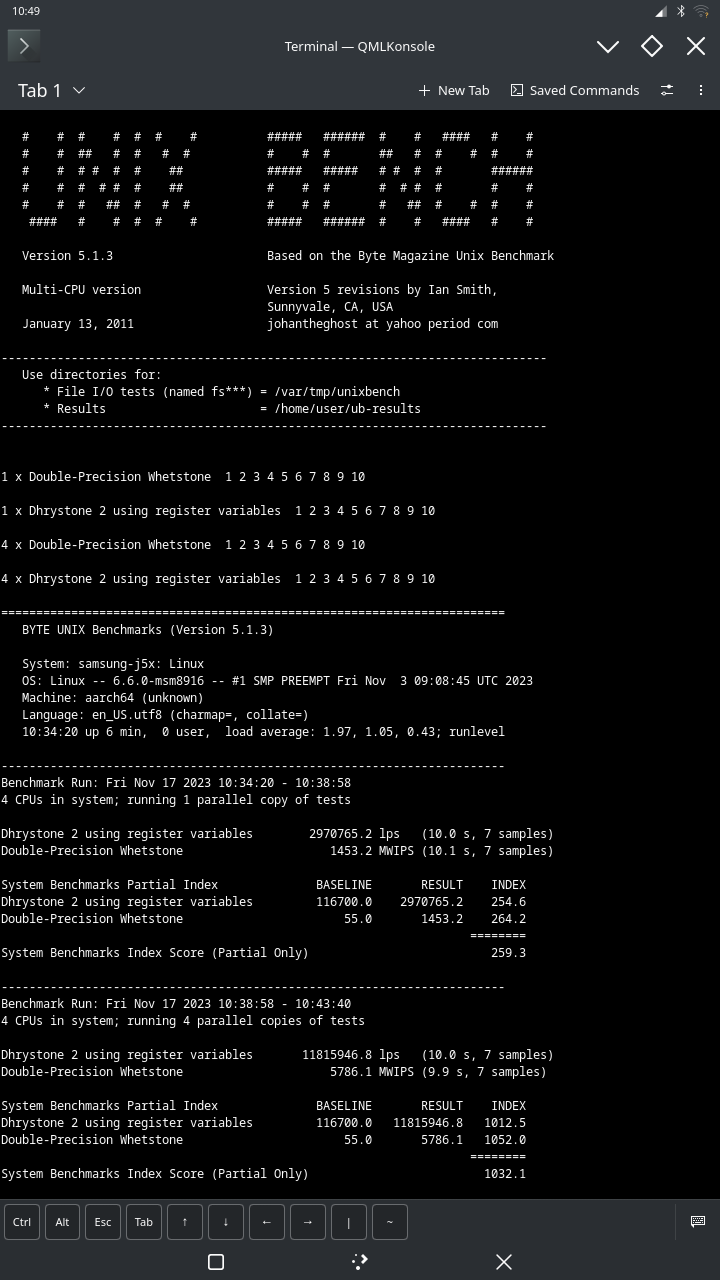 10:49
Terminal — QMLKonsole
Tab 1
New Tab
Saved Commands
#    #  #    #  #  #    #          #####   ######  #    #   ####   #    #
#    #  ##   #  #   #  #           #    #  #       ##   #  #    #  #    #
#    #  # #  #  #    ##            #####   #####   # #  #  #       ######
#    #  #  # #  #    ##            #    #  #       #  # #  #       #    #
#    #  #   ##  #   #  #           #    #  #       #   ##  #    #  #    #
 ####   #    #  #  #    #          #####   ######  #    #   ####   #    #
Version 5.1.3                      Based on the Byte Magazine Unix Benchmark
Multi-CPU version                  Version 5 revisions by Ian Smith,
Sunnyvale, CA, USA
January 13, 2011                   johantheghost at yahoo period com
------------------------------------------------------------------------------
Use directories for:
* File I/O tests (named fs***) = /var/tmp/unixbench
* Results                      = /home/user/ub-results
------------------------------------------------------------------------------
1 x Double-Precision Whetstone  1 2 3 4 5 6 7 8 9 10
1 x Dhrystone 2 using register variables  1 2 3 4 5 6 7 8 9 10
4 x Double-Precision Whetstone  1 2 3 4 5 6 7 8 9 10
4 x Dhrystone 2 using register variables  1 2 3 4 5 6 7 8 9 10
========================================================================
BYTE UNIX Benchmarks (Version 5.1.3)
System: samsung-j5x: Linux
OS: Linux -- 6.6.0-msm8916 -- #1 SMP PREEMPT Fri Nov  3 09:08:45 UTC 2023
Machine: aarch64 (unknown)
Language: en_US.utf8 (charmap=, collate=)
10:34:20 up 6 min,  0 user,  load average: 1.97, 1.05, 0.43; runlevel
------------------------------------------------------------------------
Benchmark Run: Fri Nov 17 2023 10:34:20 - 10:38:58
4 CPUs in system; running 1 parallel copy of tests
Dhrystone 2 using register variables        2970765.2 lps   (10.0 s, 7 samples)
Double-Precision Whetstone                     1453.2 MWIPS (10.1 s, 7 samples)
System Benchmarks Partial Index              BASELINE       RESULT    INDEX
Dhrystone 2 using register variables         116700.0    2970765.2    254.6
Double-Precision Whetstone                       55.0       1453.2    264.2
========
System Benchmarks Index Score (Partial Only)                          259.3
------------------------------------------------------------------------
Benchmark Run: Fri Nov 17 2023 10:38:58 - 10:43:40
4 CPUs in system; running 4 parallel copies of tests
Dhrystone 2 using register variables       11815946.8 lps   (10.0 s, 7 samples)
Double-Precision Whetstone                     5786.1 MWIPS (9.9 s, 7 samples)
System Benchmarks Partial Index              BASELINE       RESULT    INDEX
Dhrystone 2 using register variables         116700.0   11815946.8   1012.5
Double-Precision Whetstone                       55.0       5786.1   1052.0
========
System Benchmarks Index Score (Partial Only)                         1032.1
Ctrl Alt Esc Tab ↑ ↓ ← → | ~